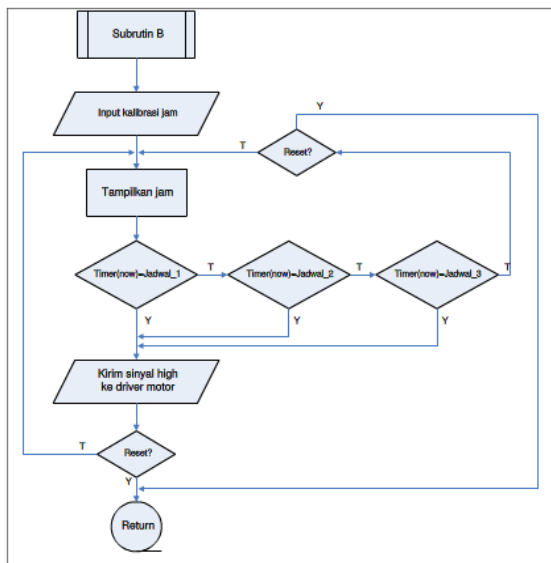 Subrutin B
Input kalibrasi jam
Y
T
Reset?
Tampilkan jam
Timer(now)=Jadwal_1
T
Timer(now)=Jadwal_2
T
Timer(now)=Jadwal_3
T
Y
Y
Y
Kirim sinyal high
ke driver motor
T
Reset?
Y
Return